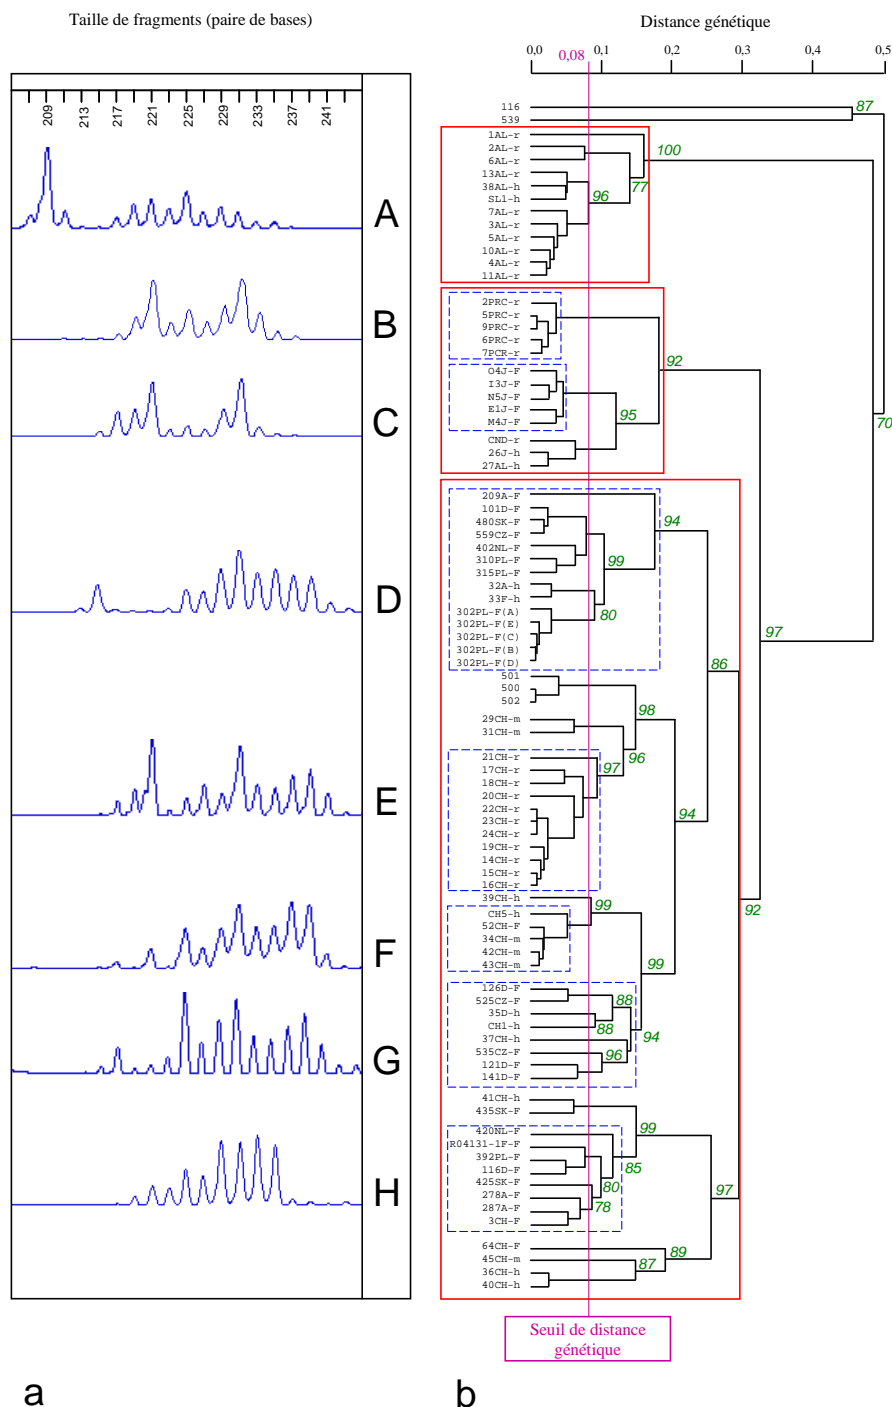 Taille de fragments (paire de bases)
209
213
217
221
225
229
233
237
241
A
B
C
D
E
F
G
H
a
Distance génétique
0,0
0,08
0,1
0,2
0,3
0,4
0,5
116
539
1AL-r
2AL-r
6AL-r
13AL-r
38AL-h
SL1-h
7AL-r
3AL-r
5AL-r
10AL-r
4AL-r
11AL-r
2PRC-r
5PRC-r
9PRC-r
6PRC-r
7PCR-r
O4J-F
I3J-F
N5J-F
E1J-F
M4J-F
CND-r
26J-h
27AL-h
209A-F
101D-F
480SK-F
559CZ-F
402NL-F
310PL-F
315PL-F
32A-h
33F-h
302PL-F(A)
302PL-F(E)
302PL-F(C)
302PL-F(B)
302PL-F(D)
501
500
502
29CH-m
31CH-m
21CH-r
17CH-r
18CH-r
20CH-r
22CH-r
23CH-r
24CH-r
19CH-r
14CH-r
15CH-r
16CH-r
39CH-h
CH5-h
52CH-F
34CH-m
42CH-m
43CH-m
126D-F
525CZ-F
35D-h
CH1-h
37CH-h
535CZ-F
121D-F
141D-F
41CH-h
435SK-F
420NL-F
R04131-1F-F
392PL-F
116D-F
425SK-F
278A-F
287A-F
3CH-F
64CH-F
45CH-m
36CH-h
40CH-h
87
100
77
96
92
95
70
94
99
80
97
86
98
96
97
94
99
92
99
88
88
94
96
99
85
80
78
97
89
87
Seuil de distance
génétique
b